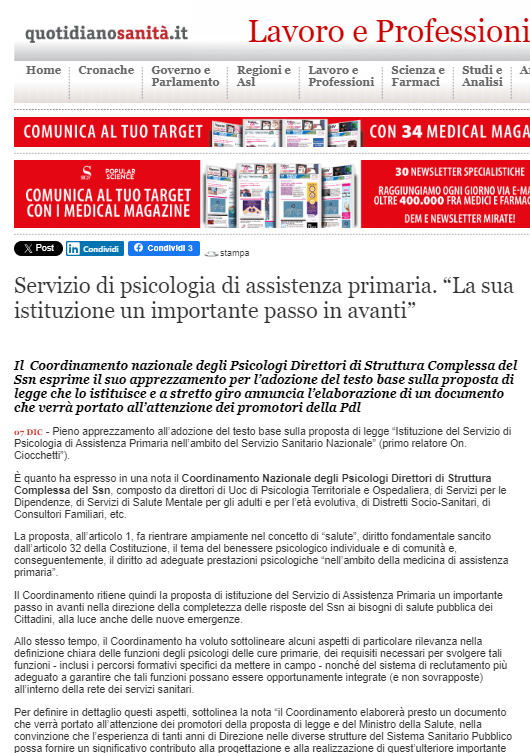 quotidianosanità.it
Lavoro e Professioni
Home
Cronache
Governo e
Parlamento
Regioni e
Asl
Lavoro e
Professioni
Scienza e
Farmaci
Studi e
Analisi
COMUNICA AL TUO TARGET
CON 34 MEDICAL MAGA
POPULAR
SCIENCE
COMUNICA AL TUO TARGET
CON I MEDICAL MAGAZINE
30 NEWSLETTER SPECIALISTICHE
RAGGIUNGIAMO OGNI GIORNO VIA E-MA
OLTRE 400.000 FRA MEDICI E FARMAC
DEM E NEWSLETTER MIRATE!
Post
Condividi
Condividi 3
stampa
Servizio di psicologia di assistenza primaria. “La sua
istituzione un importante passo in avanti”
Il Coordinamento nazionale degli Psicologi Direttori di Struttura Complessa del
Ssn esprime il suo apprezzamento per l’adozione del testo base sulla proposta di
legge che lo istituisce e a stretto giro annuncia l’elaborazione di un documento
che verrà portato all’attenzione dei promotori della Pdl
07 DIC - Pieno apprezzamento all’adozione del testo base sulla proposta di legge “Istituzione del Servizio di
Psicologia di Assistenza Primaria nell’ambito del Servizio Sanitario Nazionale” (primo relatore On.
Ciocchetti”).
È quanto ha espresso in una nota il Coordinamento Nazionale degli Psicologi Direttori di Struttura
Complessa del Ssn, composto da direttori di Uoc di Psicologia Territoriale e Ospedaliera, di Servizi per le
Dipendenze, di Servizi di Salute Mentale per gli adulti e per l’età evolutiva, di Distretti Socio-Sanitari, di
Consultori Familiari, etc.
La proposta, all’articolo 1, fa rientrare ampiamente nel concetto di “salute”, diritto fondamentale sancito
dall’articolo 32 della Costituzione, il tema del benessere psicologico individuale e di comunità e,
conseguentemente, il diritto ad adeguate prestazioni psicologiche “nell’ambito della medicina di assistenza
primaria”.
Il Coordinamento ritiene quindi la proposta di istituzione del Servizio di Assistenza Primaria un importante
passo in avanti nella direzione della completezza delle risposte del Ssn ai bisogni di salute pubblica dei
Cittadini, alla luce anche delle nuove emergenze.
Allo stesso tempo, il Coordinamento ha voluto sottolineare alcuni aspetti di particolare rilevanza nella
definizione chiara delle funzioni degli psicologi delle cure primarie, dei requisiti necessari per svolgere tali
funzioni - inclusi i percorsi formativi specifici da mettere in campo - nonché del sistema di reclutamento più
adeguato a garantire che tali funzioni possano essere opportunamente integrate (e non sovrapposte)
all’interno della rete dei servizi sanitari.
Per definire in dettaglio questi aspetti, sottolinea la nota “il Coordinamento elaborerà presto un documento
che verrà portato all’attenzione dei promotori della proposta di legge e del Ministro della Salute, nella
convinzione che l’esperienza di tanti anni di Direzione nelle diverse strutture del Sistema Sanitario Pubblico
possa fornire un significativo contributo alla progettazione e alla realizzazione di quest’ulteriore importante